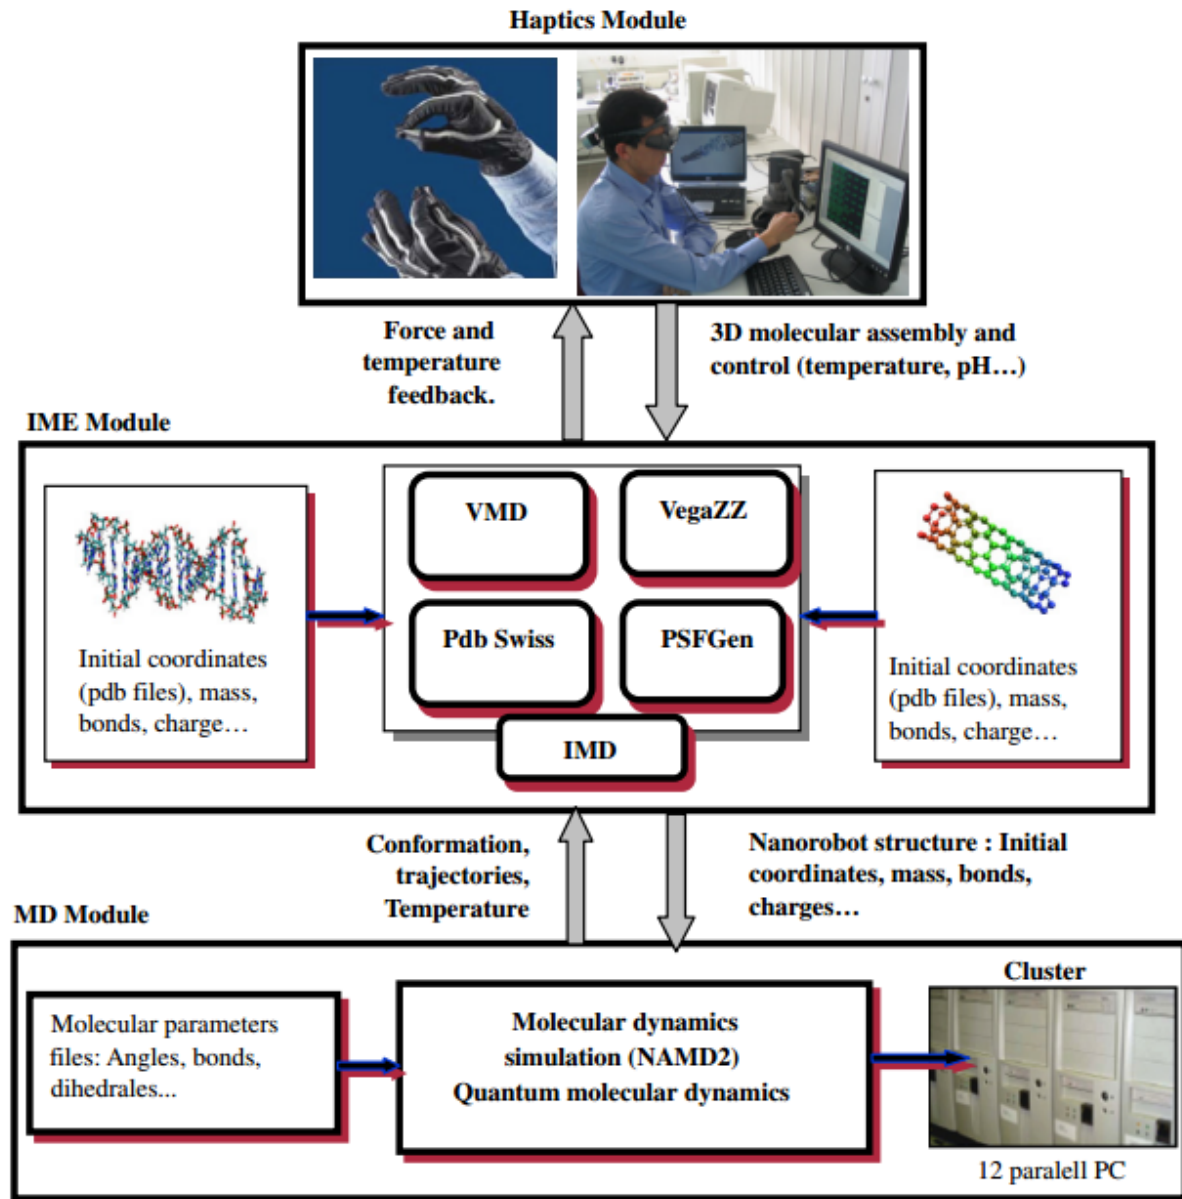 Haptics Module
Force and
temperature
feedback.
3D molecular assembly and
control (temperature, pH…)
IME Module
VMD
VegaZZ
Pdb Swiss
PSFGen
IMD
Initial coordinates
(pdb files), mass,
bonds, charge…
Initial coordinates
(pdb files), mass,
bonds, charge…
Conformation,
trajectories,
Temperature
Nanorobot structure : Initial
coordinates, mass, bonds,
charges…
MD Module
Molecular parameters
files: Angles, bonds,
dihedrales...
Molecular dynamics
simulation (NAMD2)
Quantum molecular dynamics
Cluster
12 paralell PC